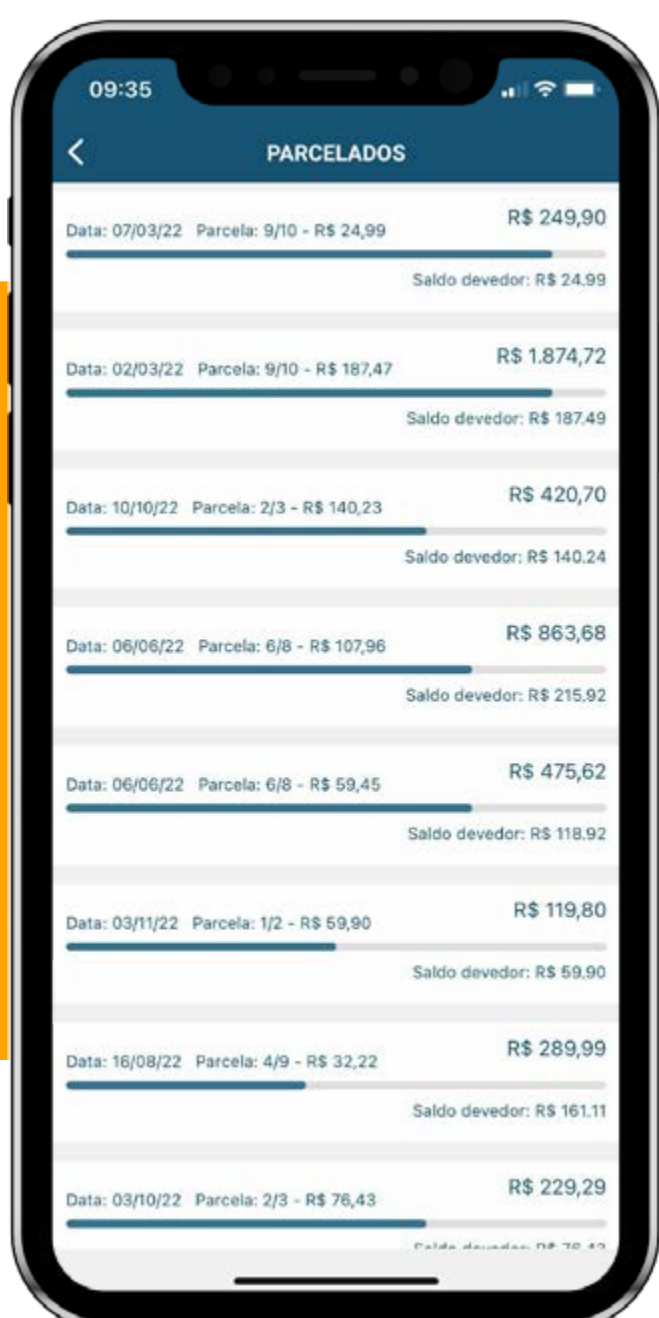 09:35
PARCELADOS
R$ 249,90
Data: 07/03/22 Parcela: 9/10 - R$ 24,99
Saldo devedor: R$ 24.99
R$ 1.874,72
Data: 02/03/22 Parcela: 9/10 - R$ 187,47
Saldo devedor: R$ 187.49
R$ 420,70
Data: 10/10/22 Parcela: 2/3 - R$ 140,23
Saldo devedor: R$ 140.24
R$ 863,68
Data: 06/06/22 Parcela: 6/8 - R$ 107,96
Saldo devedor: R$ 215.92
R$ 475,62
Data: 06/06/22 Parcela: 6/8 - R$ 59,45
Saldo devedor: R$ 118.92
R$ 119,80
Data: 03/11/22 Parcela: 1/2 - R$ 59,90
Saldo devedor: R$ 59.90
R$ 289,99
Data: 16/08/22 Parcela: 4/9 - R$ 32,22
Saldo devedor: R$ 161.11
R$ 229,29
Data: 03/10/22 Parcela: 2/3 - R$ 76,43